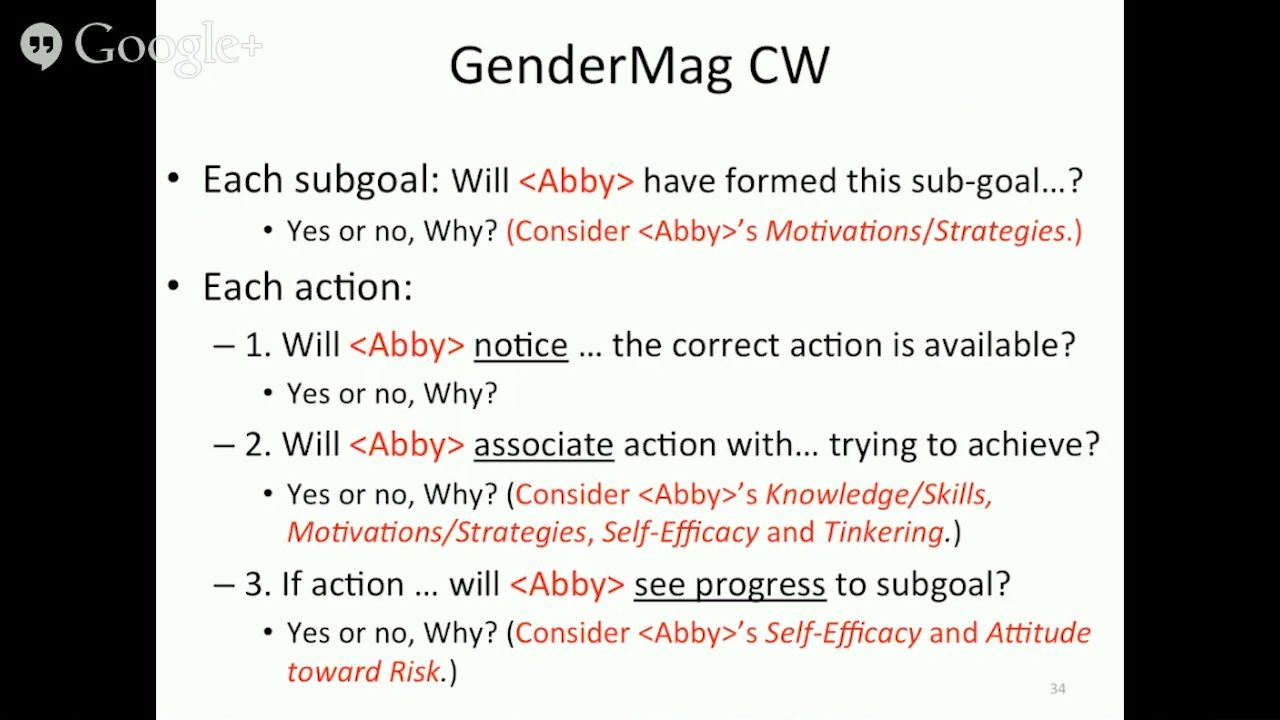 Google+
GenderMag CW
• Each subgoal: Will <Abby> have formed this sub-goal…?
• Yes or no, Why? (Consider <Abby>’s Motivations/Strategies.)
• Each action:
– 1. Will <Abby> notice … the correct action is available?
• Yes or no, Why?
– 2. Will <Abby> associate action with… trying to achieve?
• Yes or no, Why? (Consider <Abby>’s Knowledge/Skills,
Motivations/Strategies, Self-Efficacy and Tinkering.)
– 3. If action … will <Abby> see progress to subgoal?
• Yes or no, Why? (Consider <Abby>’s Self-Efficacy and Attitude
toward Risk.)
34